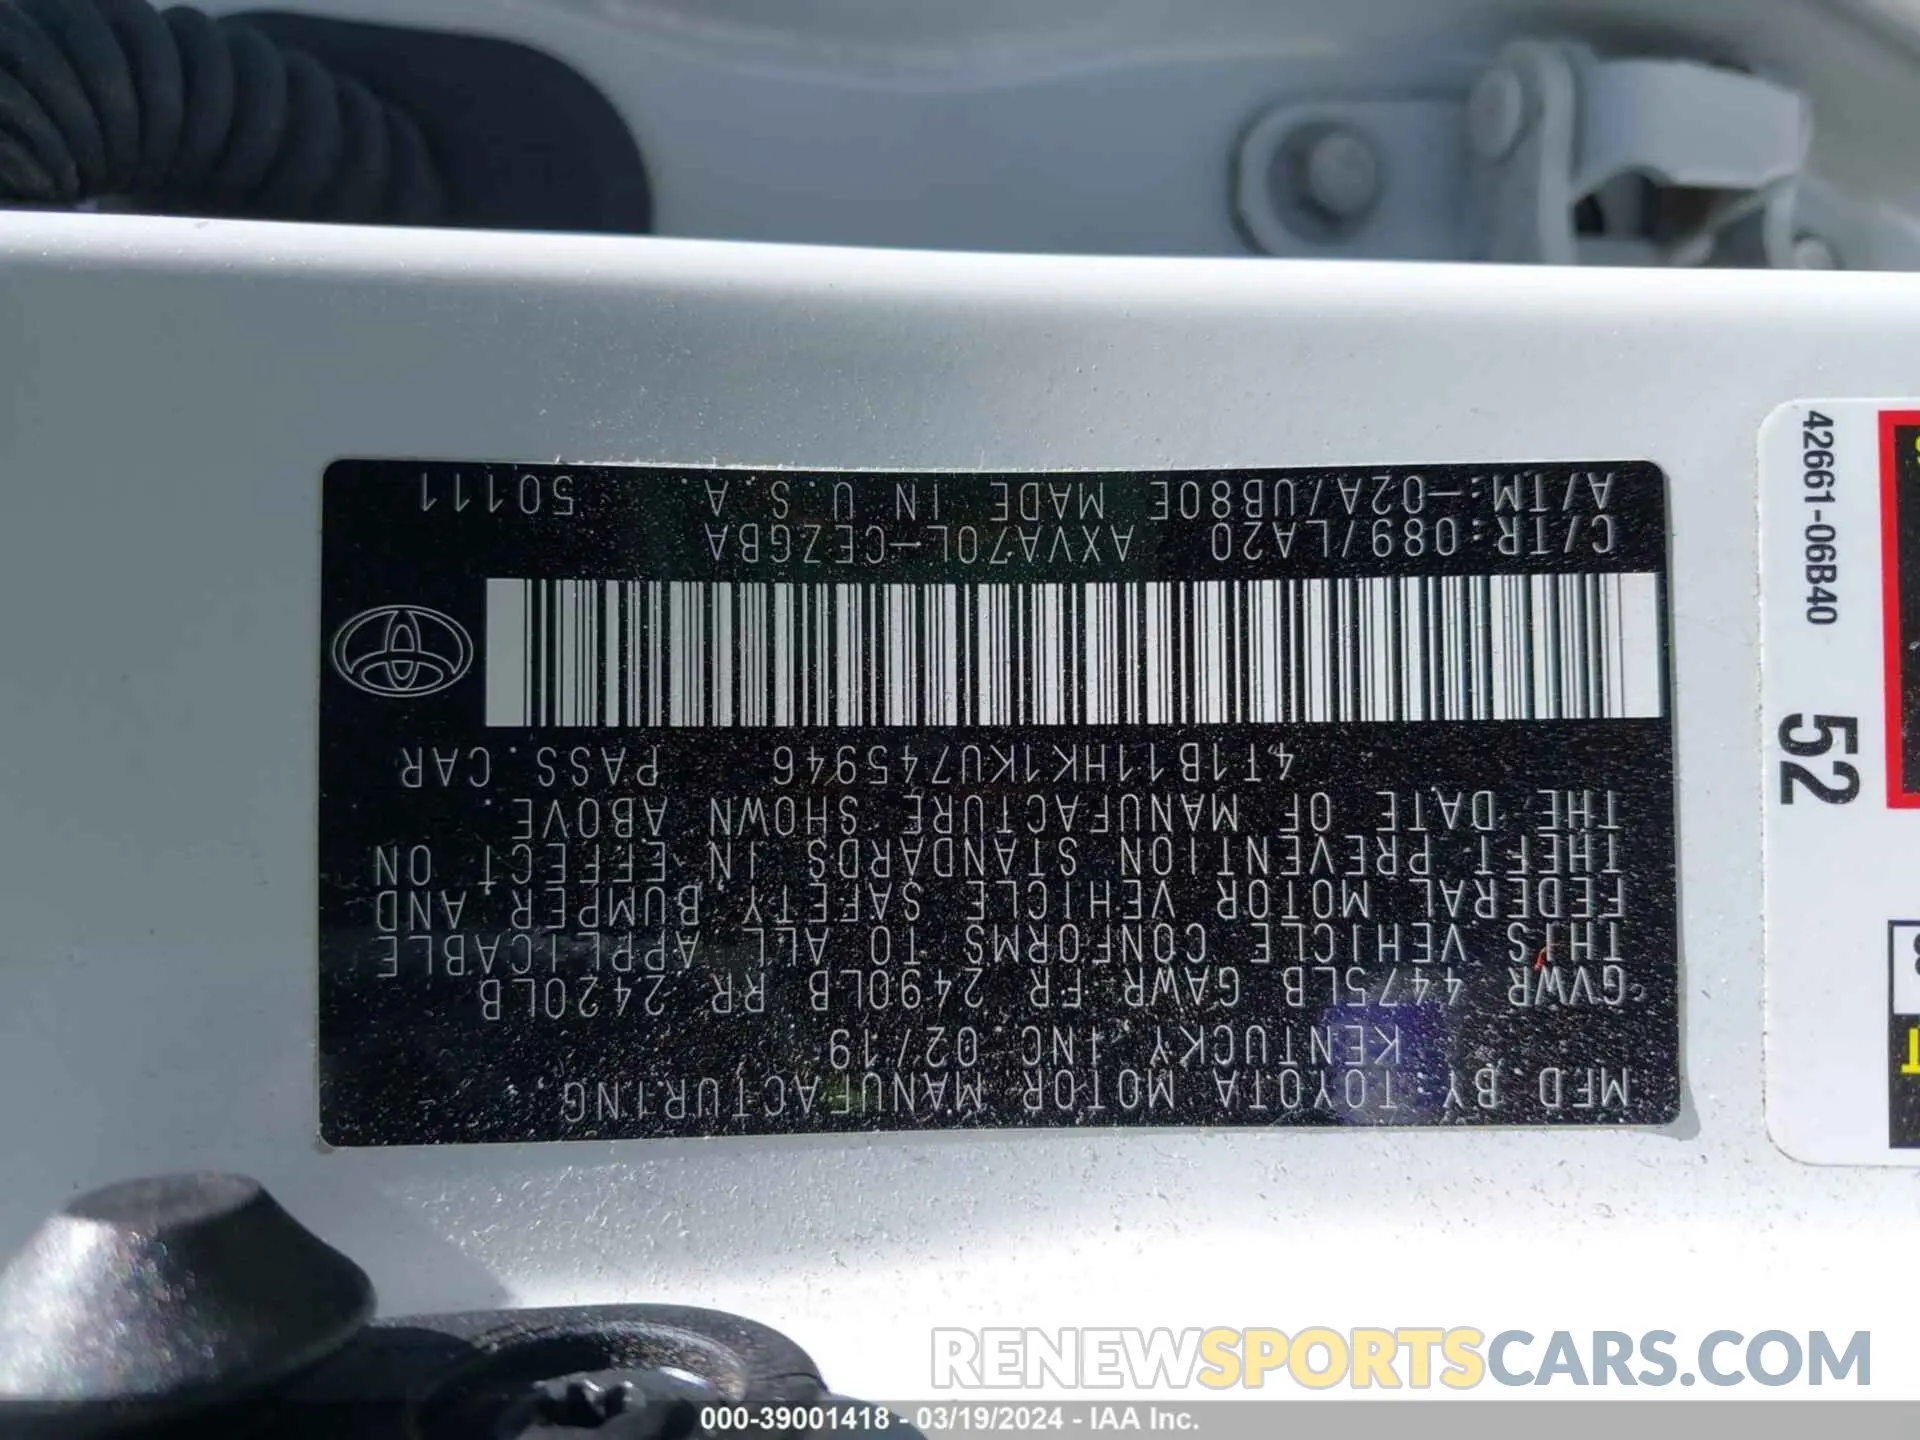 MFD BY:TOYOTA MOTOR MANUFACTURING,
KENTUCKY INC 02/19
GVWR 4475LB GAWR FR 2490LB RR 2420LB
THIS VEHICLE CONFORMS TO ALL APPLICABLE
FEDERAL MOTOR VEHICLE SAFETY, BUMPER AND
THEFT PREVENTION STANDARDS IN EFFECT ON
THE DATE OF MANUFACTURE SHOWN ABOVE.
4T1B11HK1KU745946 PASS.CAR
C/TR:089/LA20 AXVA70L-CEZGBA
A/TM:-02A/UB80E MADE IN U.S.A. 50111
42661-06B40
52
T
RENEWSPORTSCARS.COM
000-39001418 - 03/19/2024 - IAA Inc.